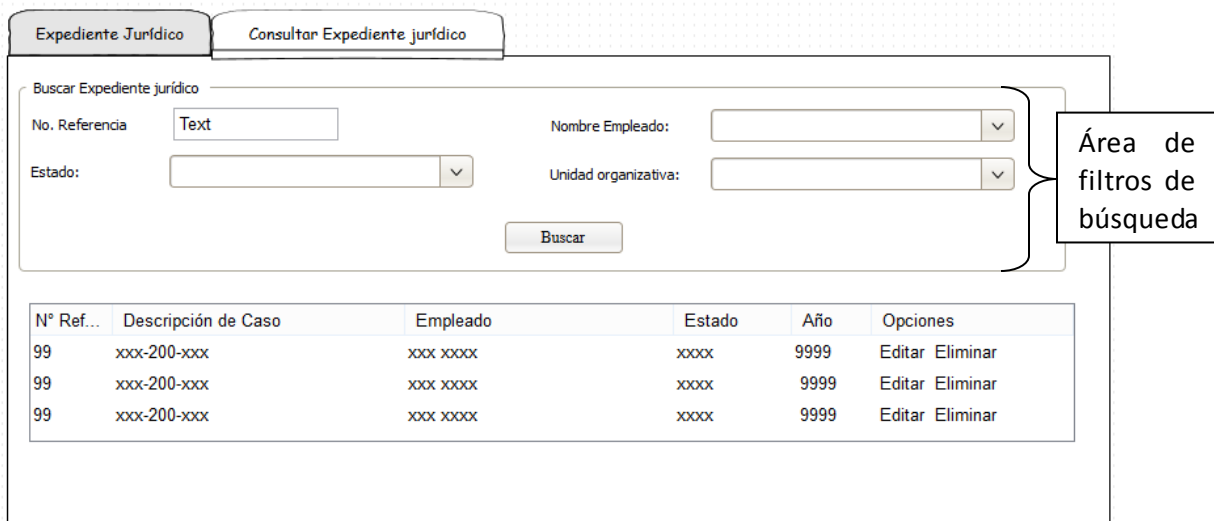 Expediente Jurídico Consultar Expediente jurídico
Buscar Expediente jurídico
No. Referencia Text Nombre Empleado:
Estado: Unidad organizativa:
Buscar
Área de
filtros de
búsqueda
N° Ref... Descripción de Caso Empleado Estado Año Opciones
99 xxx-200-xxx xxx xxxx xxxx 9999 Editar Eliminar
99 xxx-200-xxx xxx xxxx xxxx 9999 Editar Eliminar
99 xxx-200-xxx xxx xxxx xxxx 9999 Editar Eliminar